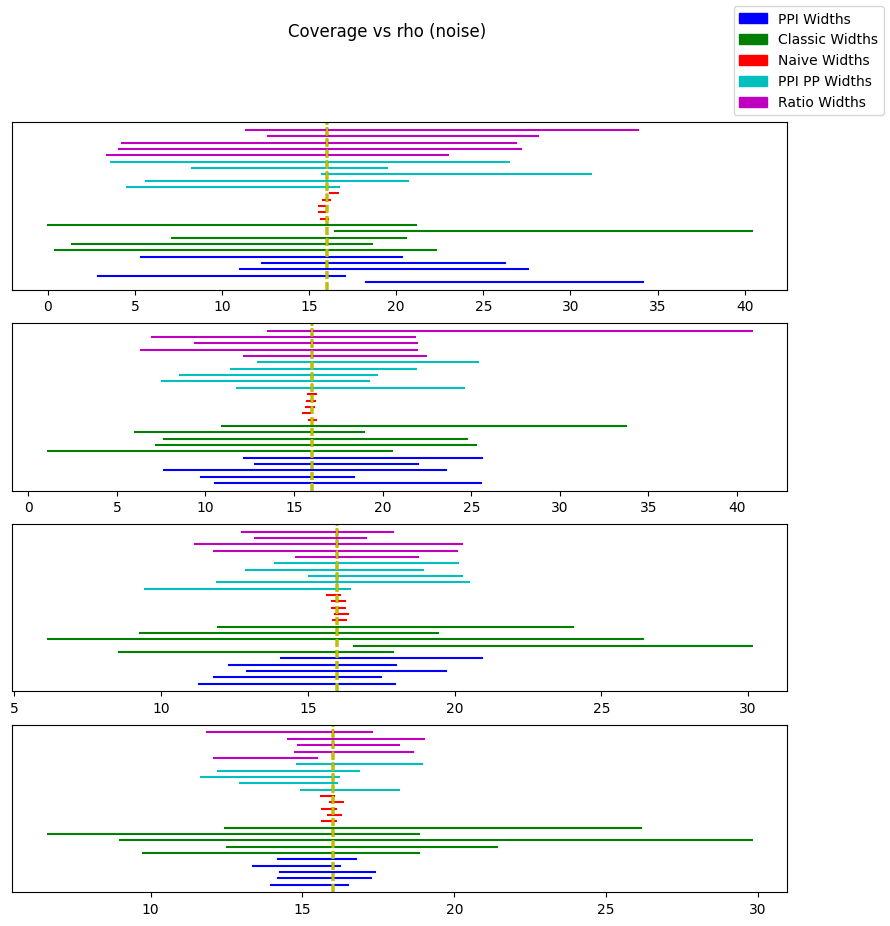 Coverage vs rho (noise)
PPI Widths
Classic Widths
Naive Widths
PPI PP Widths
Ratio Widths
0 5 10 15 20 25 30 35 40
0 5 10 15 20 25 30 35 40
5 10 15 20 25 30
10 15 20 25 30